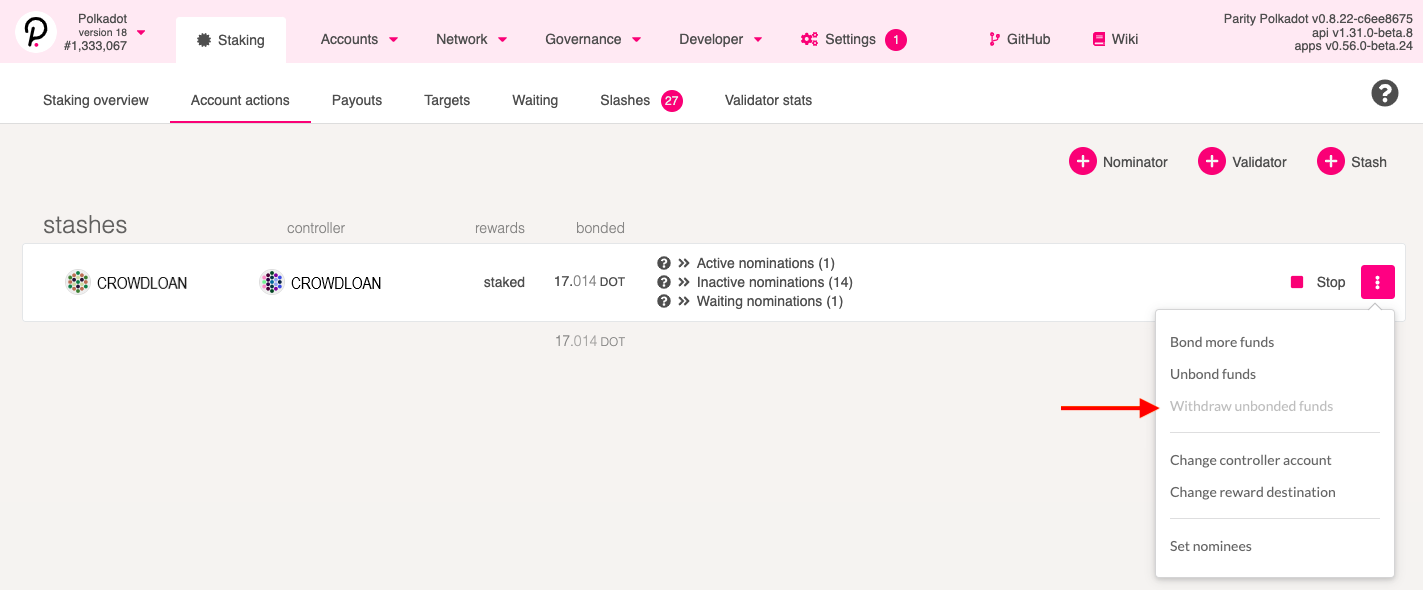 Polkadot
version 18
#1,333,067
Staking
Accounts
Network
Governance
Developer
Settings 1
GitHub
Wiki
Parity Polkadot v0.8.22-c6ee8675
api v1.31.0-beta.8
apps v0.56.0-beta.24
Staking overview
Account actions
Payouts
Targets
Waiting
Slashes 27
Validator stats
Nominator
Validator
Stash
stashes
controller
rewards
bonded
CROWDLOAN
CROWDLOAN
staked
17.014 DOT
Active nominations (1)
Inactive nominations (14)
Waiting nominations (1)
Stop
17.014 DOT
Bond more funds
Unbond funds
Withdraw unbonded funds
Change controller account
Change reward destination
Set nominees